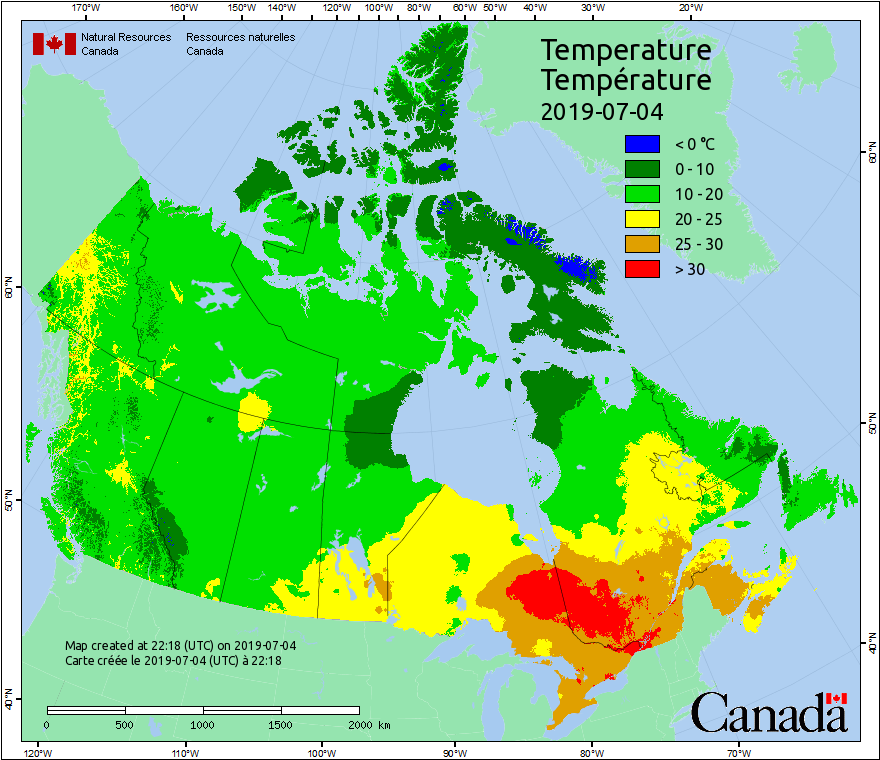 170°W 160°W 150°W 140°W 120°W 100°W 80°W 60°W 50°W 40°W 30°W 20°W
Natural Resources Ressources naturelles
Canada Canada
Temperature
Température
2019-07-04
< 0 °C
0 - 10
10 - 20
20 - 25
25 - 30
> 30
60°N
60°N
50°N
50°N
40°N
40°N
Map created at 22:18 (UTC) on 2019-07-04
Carte créée le 2019-07-04 (UTC) à 22:18
0 500 1000 1500 2000 km
Canada
120°W 110°W 100°W 90°W 80°W 70°W